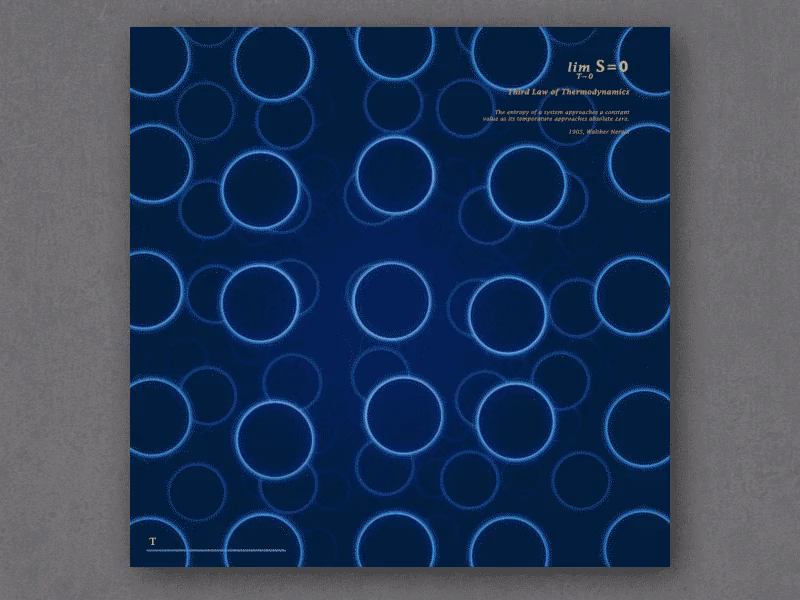 lim S=0
T→0
Third Law of Thermodynamics
The entropy of a system approaches a constant
value as its temperature approaches absolute zero.
1905, Walther Nernst
T